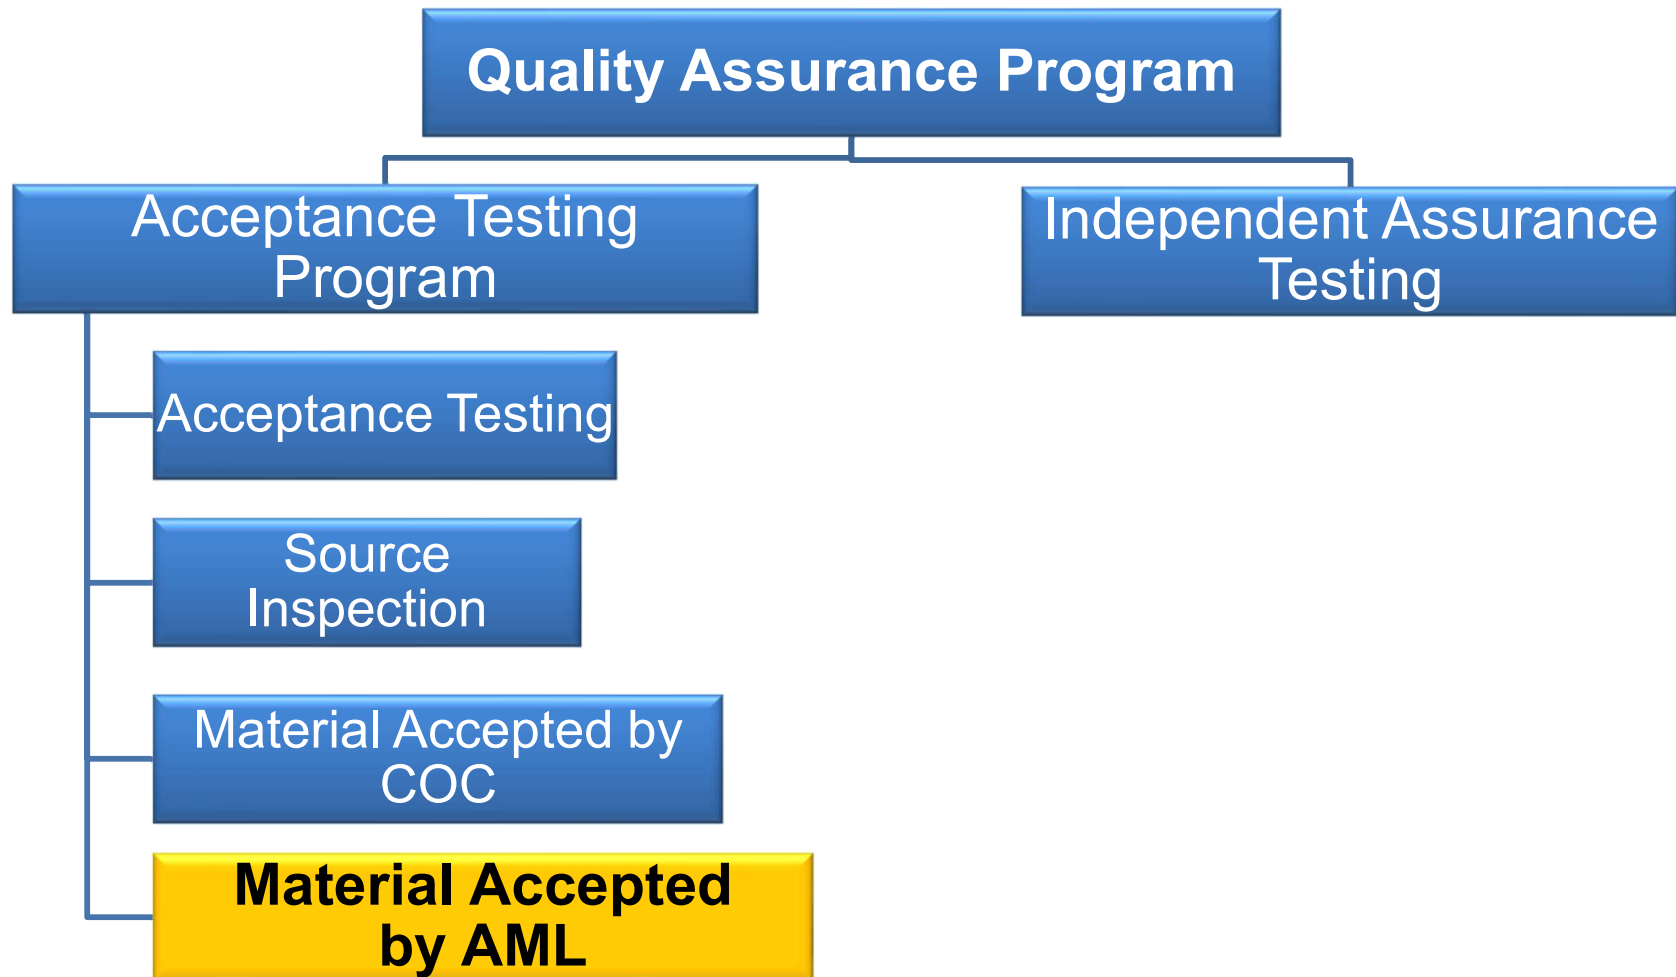 Quality Assurance Program
Acceptance Testing
Program
Independent Assurance
Testing
Acceptance Testing
Source
Inspection
Material Accepted by
COC
Material Accepted
by AML